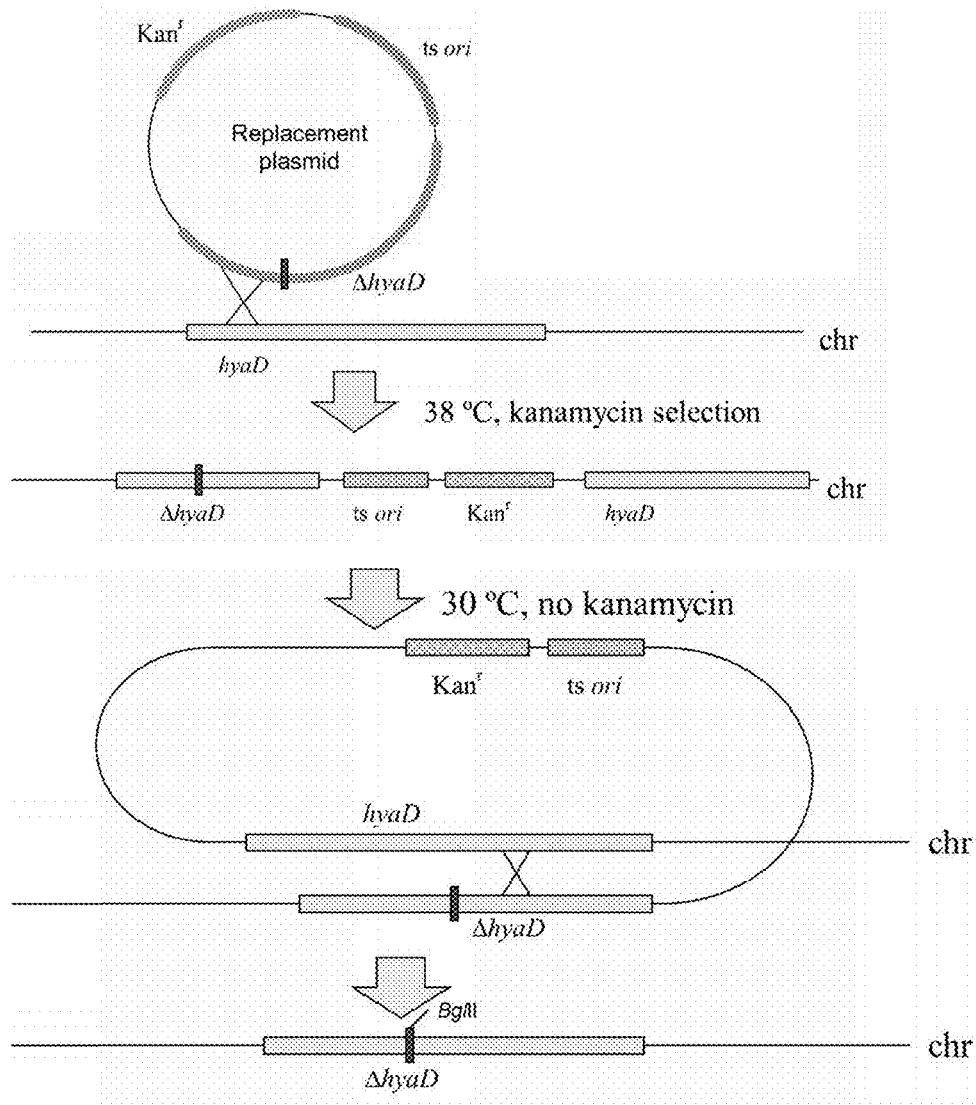 Kanʳ
ts ori
Replacement
plasmid
ΔhyaD
hyaD
chr
38 ºC, kanamycin selection
chr
ΔhyaD
ts ori
Kanʳ
hyaD
30 ºC, no kanamycin
Kanʳ
ts ori
hyaD
chr
ΔhyaD
BglII
chr
ΔhyaD